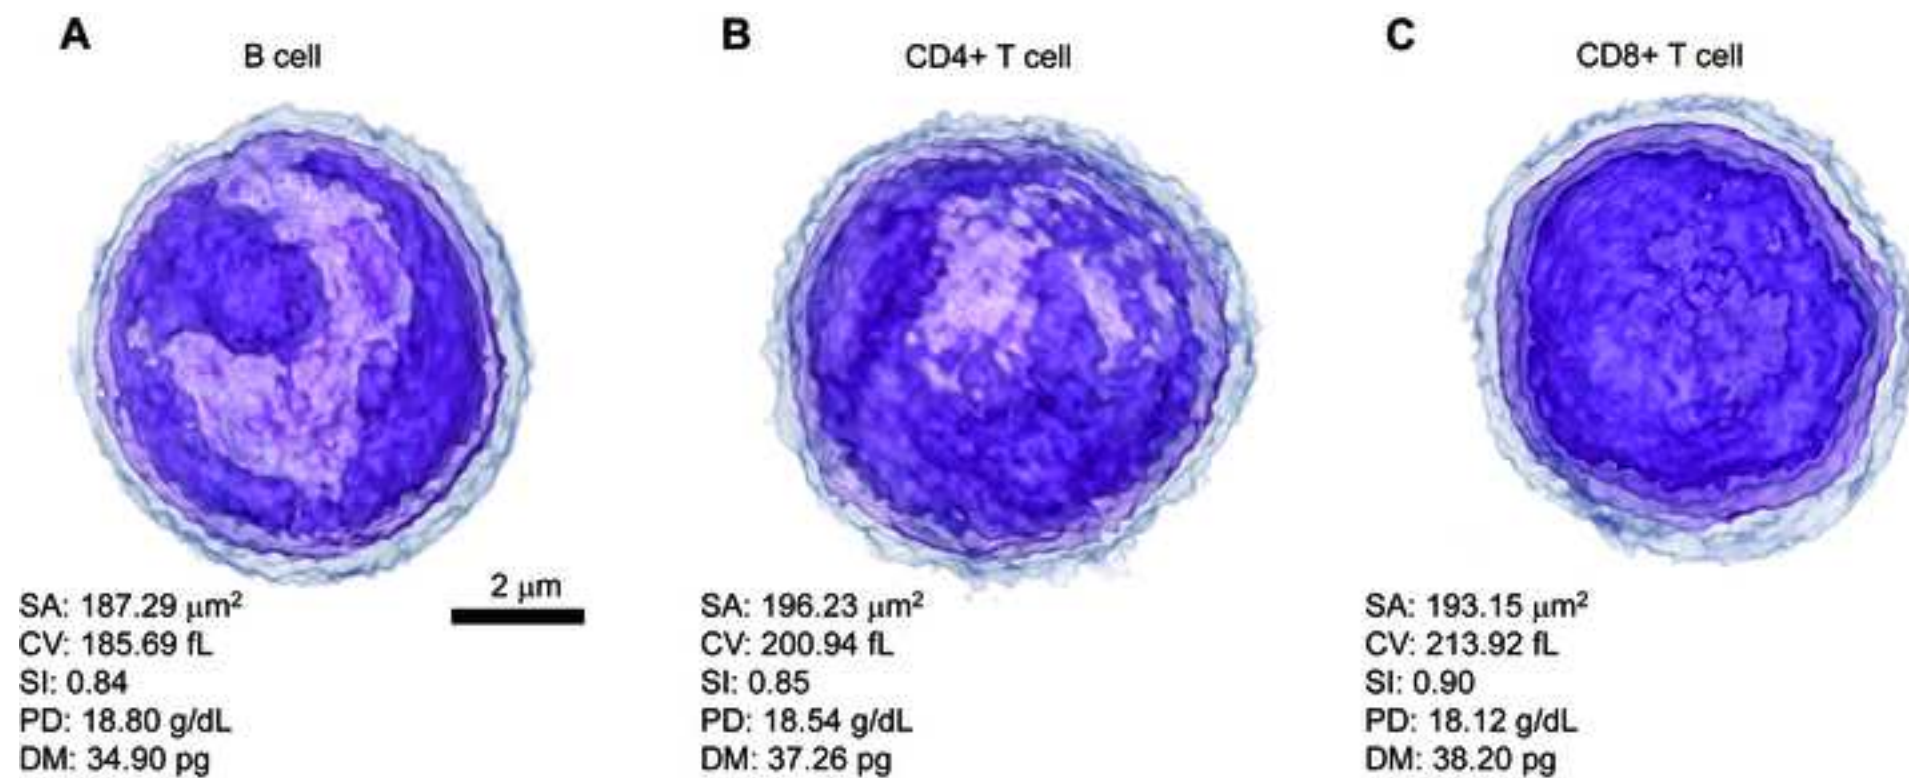 A
B cell
SA: 187.29 μm²
CV: 185.69 fL
SI: 0.84
PD: 18.80 g/dL
DM: 34.90 pg
2 μm
B
CD4+ T cell
SA: 196.23 μm²
CV: 200.94 fL
SI: 0.85
PD: 18.54 g/dL
DM: 37.26 pg
C
CD8+ T cell
SA: 193.15 μm²
CV: 213.92 fL
SI: 0.90
PD: 18.12 g/dL
DM: 38.20 pg